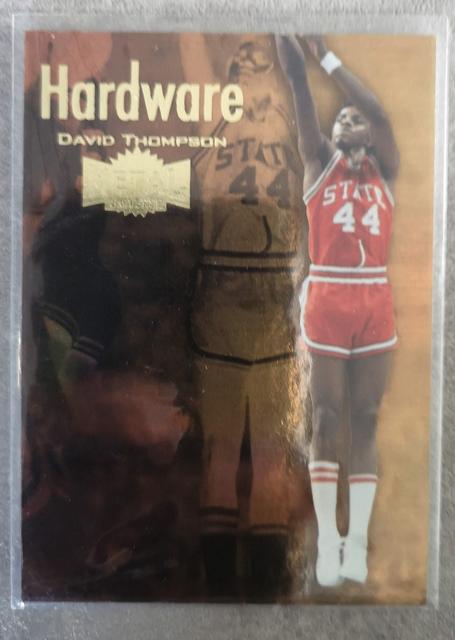 Hardware
DAVID THOMPSON
METAL
STATE
44
STATE
44